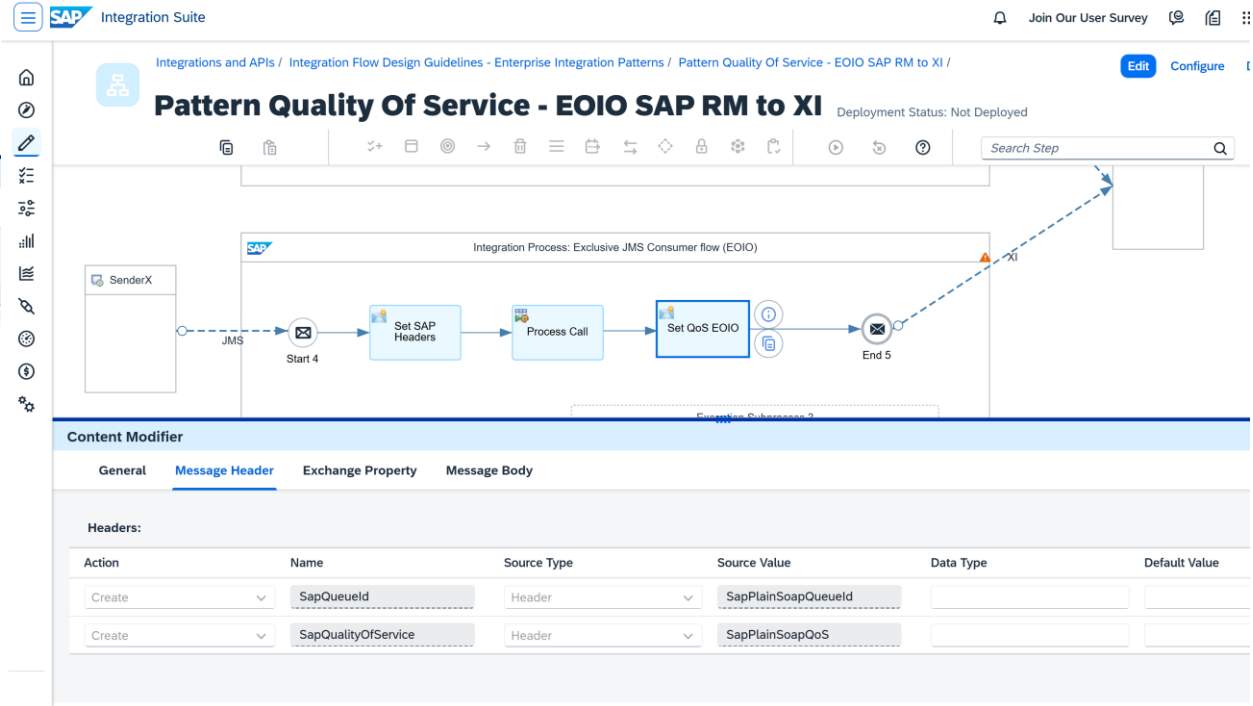 SAP Integration Suite
Join Our User Survey
Integrations and APIs / Integration Flow Design Guidelines - Enterprise Integration Patterns / Pattern Quality Of Service - EOIO SAP RM to XI /
Edit Configure
Pattern Quality Of Service - EOIO SAP RM to XI Deployment Status: Not Deployed
Search Step
SAP Integration Process: Exclusive JMS Consumer flow (EOIO)
XI
SenderX
Set SAP
Headers
Process Call
Set QoS EOIO
JMS
Start 4
End 5
Exception Subprocess 3
Content Modifier
General Message Header Exchange Property Message Body
Headers:
Action Name Source Type Source Value Data Type Default Value
Create SapQueueId Header SapPlainSoapQueueId
Create SapQualityOfService Header SapPlainSoapQoS